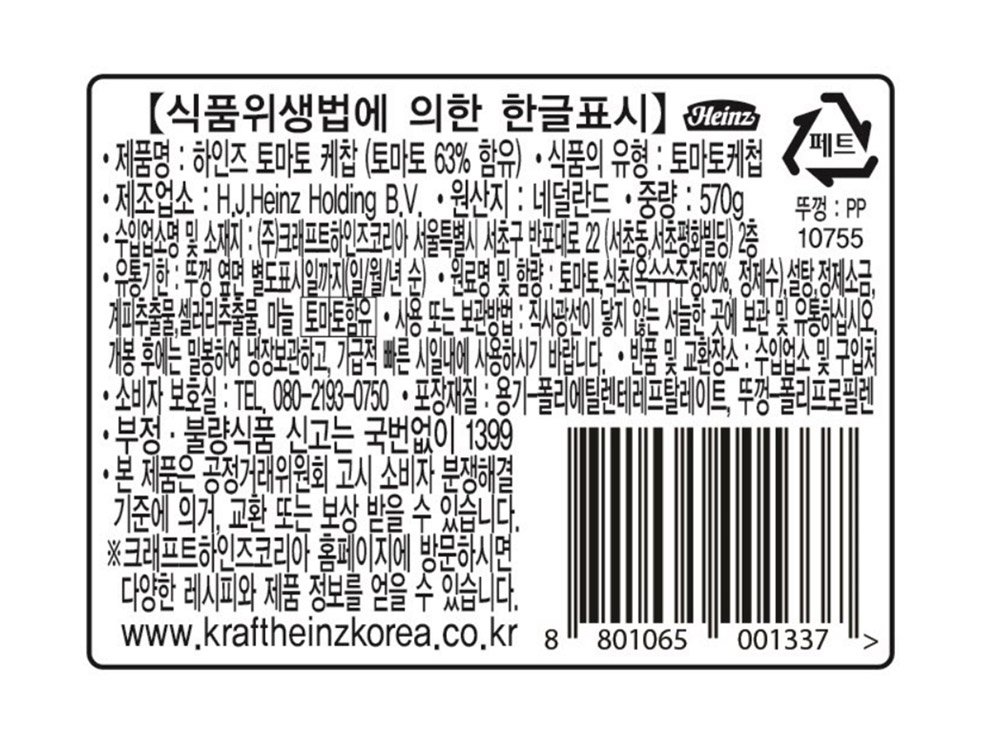 【식품위생법에 의한 한글표시】 Heinz
페트
• 제품명 : 하인즈 토마토 케찹 (토마토 63% 함유) • 식품의 유형 : 토마토케첩
• 제조업소 : H.J.Heinz Holding B.V. • 원산지 : 네덜란드 • 중량 : 570g
뚜껑 : PP
10755
• 수입업소명 및 소재지 : (주)크래프트하인즈코리아 서울특별시 서초구 반포대로 22 (서초동,서초평화빌딩) 2층
• 유통기한 : 뚜껑 옆면 별도표시일까지(일/월/년 순) • 원료명 및 함량 : 토마토,식초(옥수수주정50%, 정제수),설탕,정제소금,
계피추출물,셀러리추출물, 마늘 토마토함유 • 사용 또는 보관방법 : 직사광선이 닿지 않는 서늘한 곳에 보관 및 유통하십시오.
개봉 후에는 밀봉하여 냉장보관하고, 가급적 빠른 시일내에 사용하시기 바랍니다. • 반품 및 교환장소 : 수입업소 및 구입처
• 소비자 보호실 : TEL. 080-2193-0750 • 포장재질 : 용기-폴리에틸렌테레프탈레이트, 뚜껑-폴리프로필렌
• 부정 · 불량식품 신고는 국번없이 1399
• 본 제품은 공정거래위원회 고시 소비자 분쟁해결
기준에 의거, 교환 또는 보상 받을 수 있습니다.
※크래프트하인즈코리아 홈페이지에 방문하시면
다양한 레시피와 제품 정보를 얻을 수 있습니다.
www.kraftheinzkorea.co.kr
8 801065 001337 >